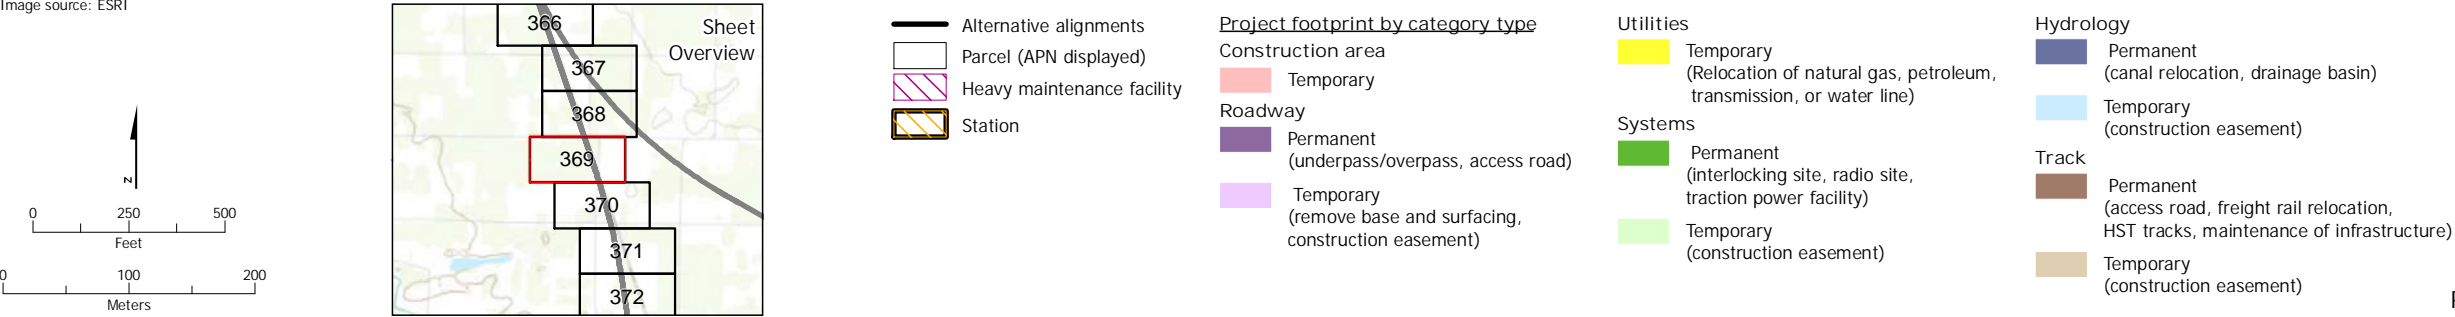 Image source: ESRI
N
0 250 500
Feet
0 100 200
Meters
Sheet
Overview
366
367
368
369
370
371
372
Alternative alignments
Parcel (APN displayed)
Heavy maintenance facility
Station
Project footprint by category type
Construction area
Temporary
Roadway
Permanent
(underpass/overpass, access road)
Temporary
(remove base and surfacing,
construction easement)
Utilities
Temporary
(Relocation of natural gas, petroleum,
transmission, or water line)
Systems
Permanent
(interlocking site, radio site,
traction power facility)
Temporary
(construction easement)
Hydrology
Permanent
(canal relocation, drainage basin)
Temporary
(construction easement)
Track
Permanent
(access road, freight rail relocation,
HST tracks, maintenance of infrastructure)
Temporary
(construction easement)